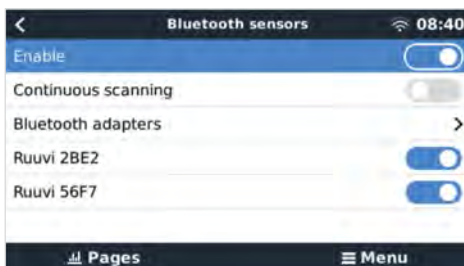 Bluetooth sensors 08:40
Enable
Continuous scanning
Bluetooth adapters
Ruuvi 2BE2
Ruuvi 56F7
Pages Menu